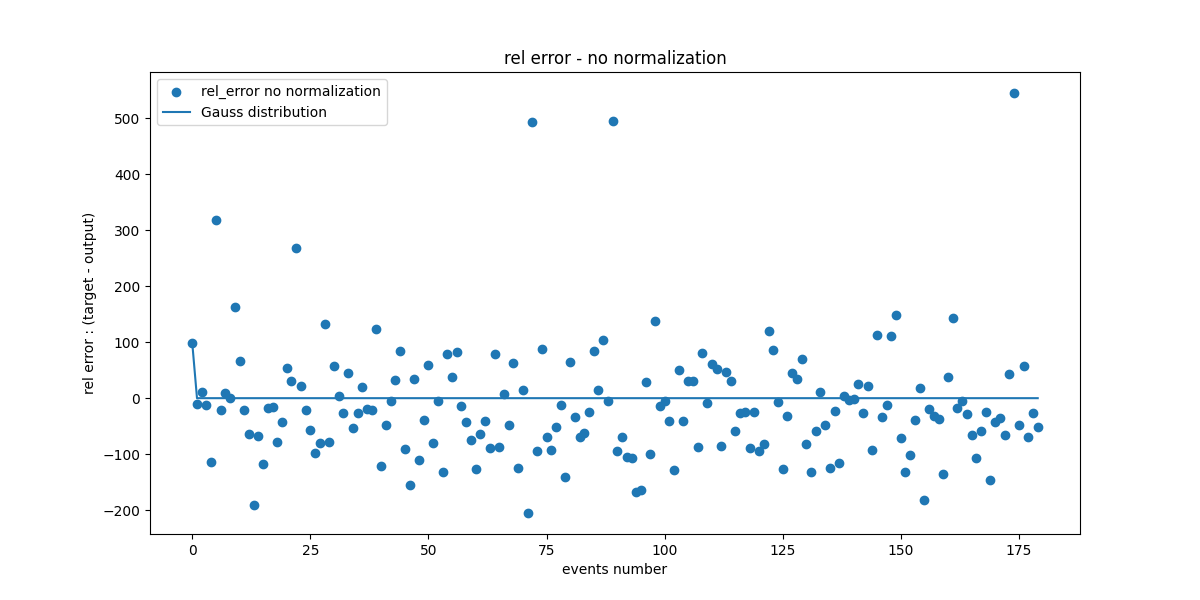 rel error - no normalization
rel_error no normalization
Gauss distribution
500
400
300
200
100
0
−100
−200
rel error : (target - output)
0 25 50 75 100 125 150 175
events number